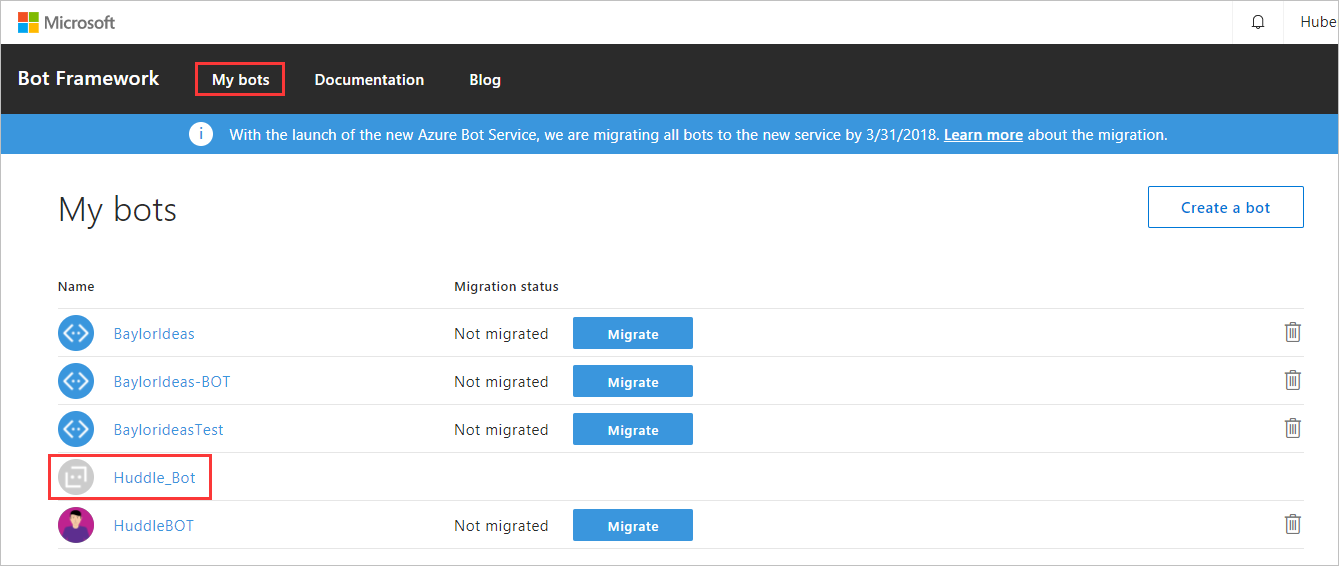 Microsoft
Hube
Bot Framework My bots Documentation Blog
i With the launch of the new Azure Bot Service, we are migrating all bots to the new service by 3/31/2018. Learn more about the migration.
My bots
Create a bot
Name Migration status
BaylorIdeas Not migrated Migrate
BaylorIdeas-BOT Not migrated Migrate
BaylorideasTest Not migrated Migrate
Huddle_Bot
HuddleBOT Not migrated Migrate